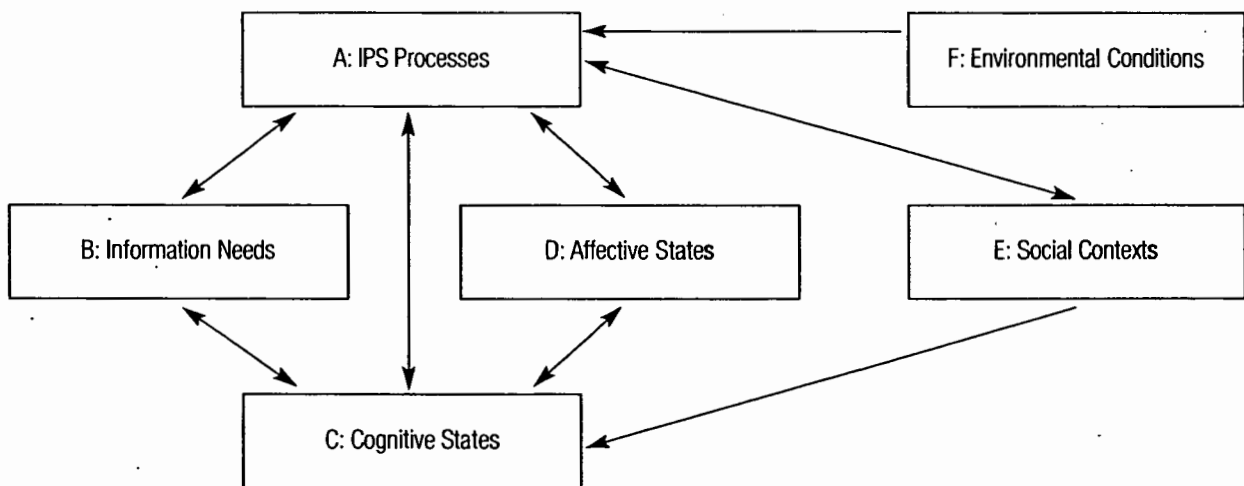 A: IPS Processes
F: Environmental Conditions
B: Information Needs
D: Affective States
E: Social Contexts
C: Cognitive States